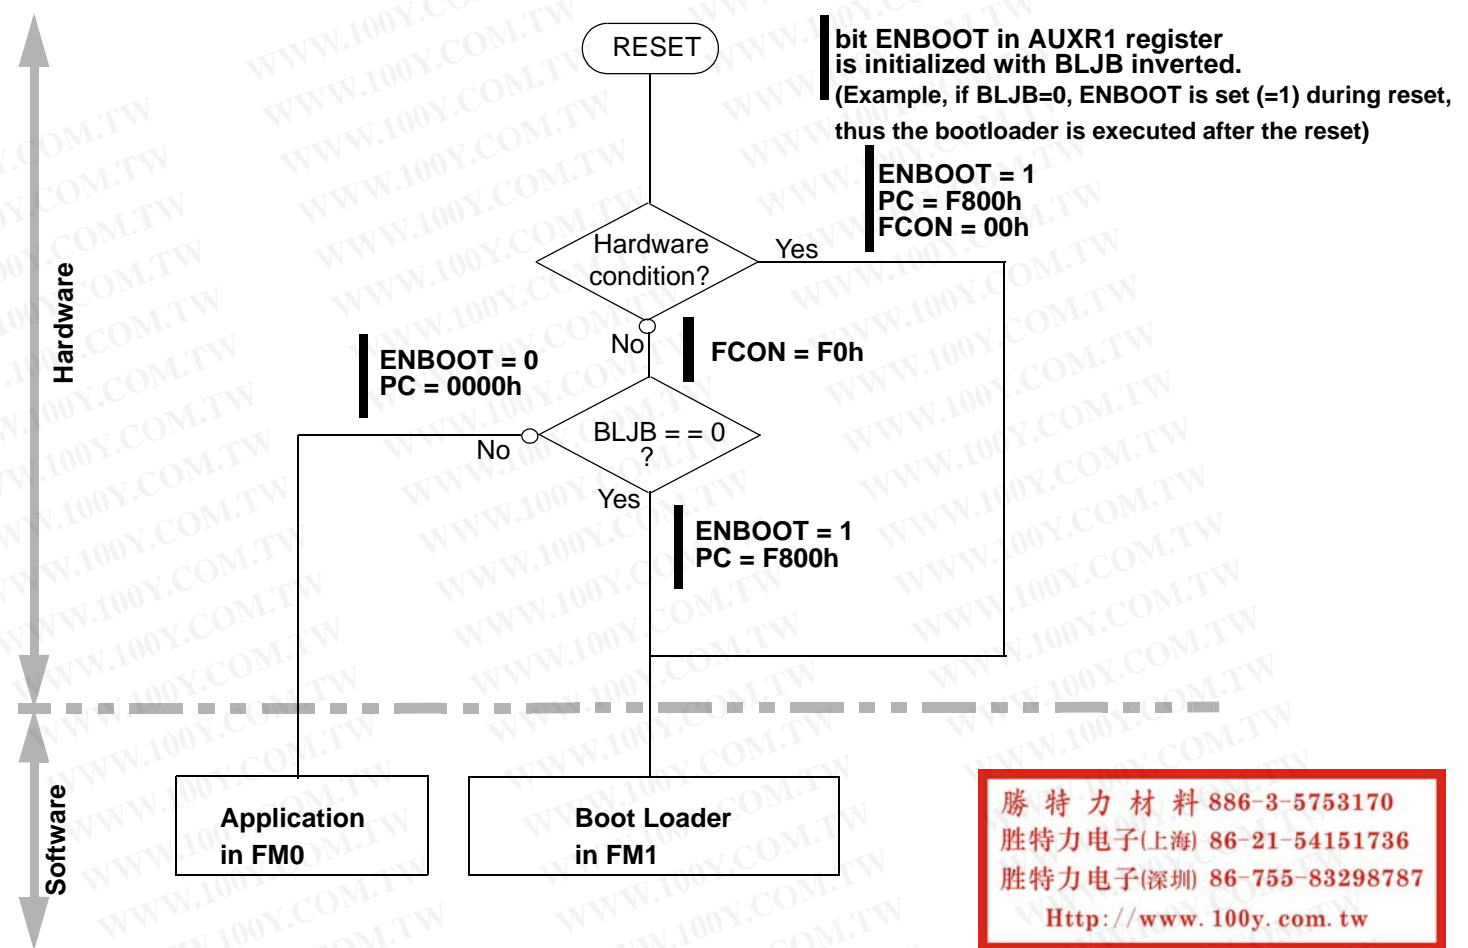 RESET
bit ENBOOT in AUXR1 register
is initialized with BLJB inverted.
(Example, if BLJB=0, ENBOOT is set (=1) during reset,
thus the bootloader is executed after the reset)
ENBOOT = 1
PC = F800h
FCON = 00h
Hardware
condition?
Yes
Hardware
No
FCON = F0h
ENBOOT = 0
PC = 0000h
BLJB = = 0
?
No
Yes
ENBOOT = 1
PC = F800h
Software
Application
in FM0
Boot Loader
in FM1
勝 特 力 材 料 886-3-5753170
胜特力电子(上海) 86-21-54151736
胜特力电子(深圳) 86-755-83298787
Http://www.100y.com.tw
WWW.100Y.COM.TW